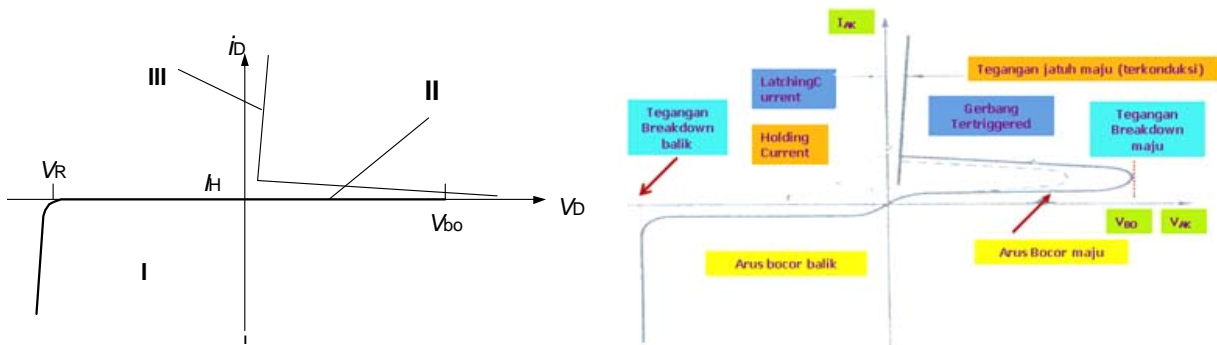 iD
III
II
VR
IH
Vbo
VD
I
IAK
Tegangan jatuh maju (terkonduksi)
LatchingC
urrent
Gerbang
Tertriggered
Tegangan
Breakdown
balik
Holding
Current
Tegangan
Breakdown
maju
VBO
VAK
Arus bocor balik
Arus Bocor maju